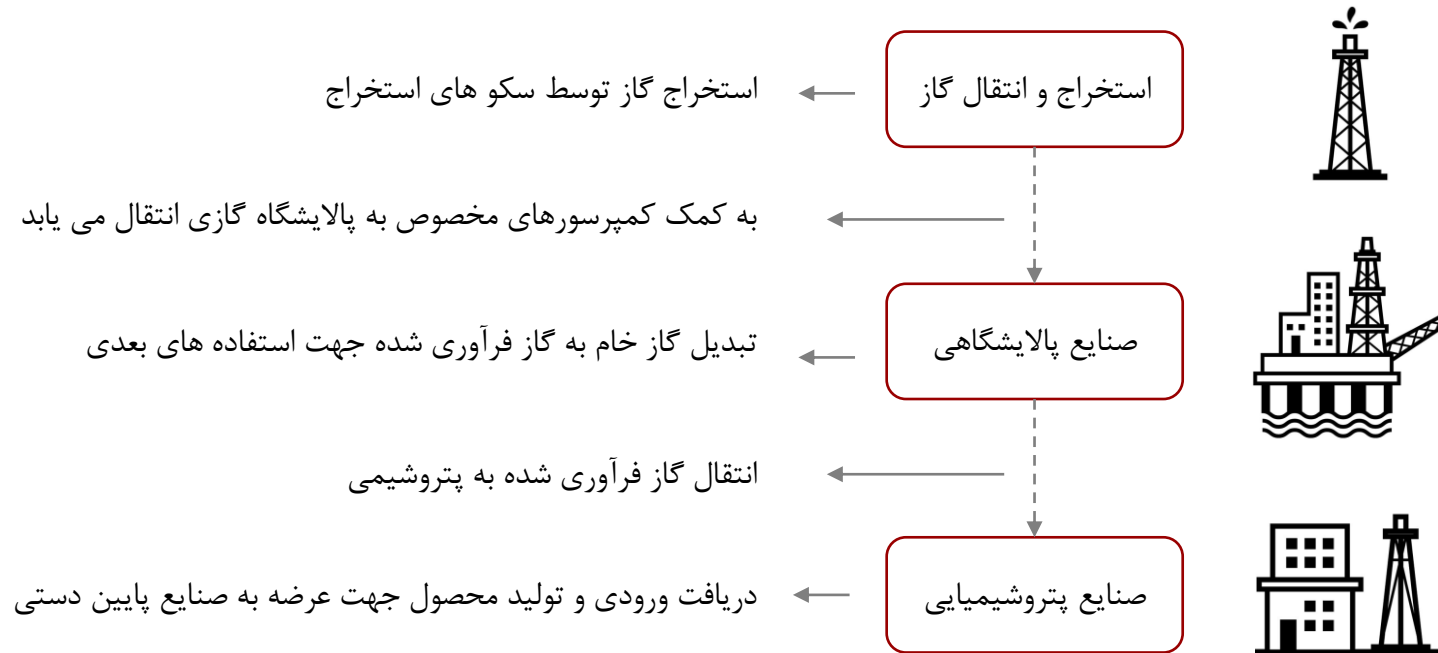 استخراج و انتقال گاز
استخراج گاز توسط سکو های استخراج
به کمک کمپرسورهای مخصوص به پالایشگاه گازی انتقال می یابد
صنایع پالایشگاهی
تبدیل گاز خام به گاز فرآوری شده جهت استفاده های بعدی
انتقال گاز فرآوری شده به پتروشیمی
صنایع پتروشیمیایی
دریافت ورودی و تولید محصول جهت عرضه به صنایع پایین دستی